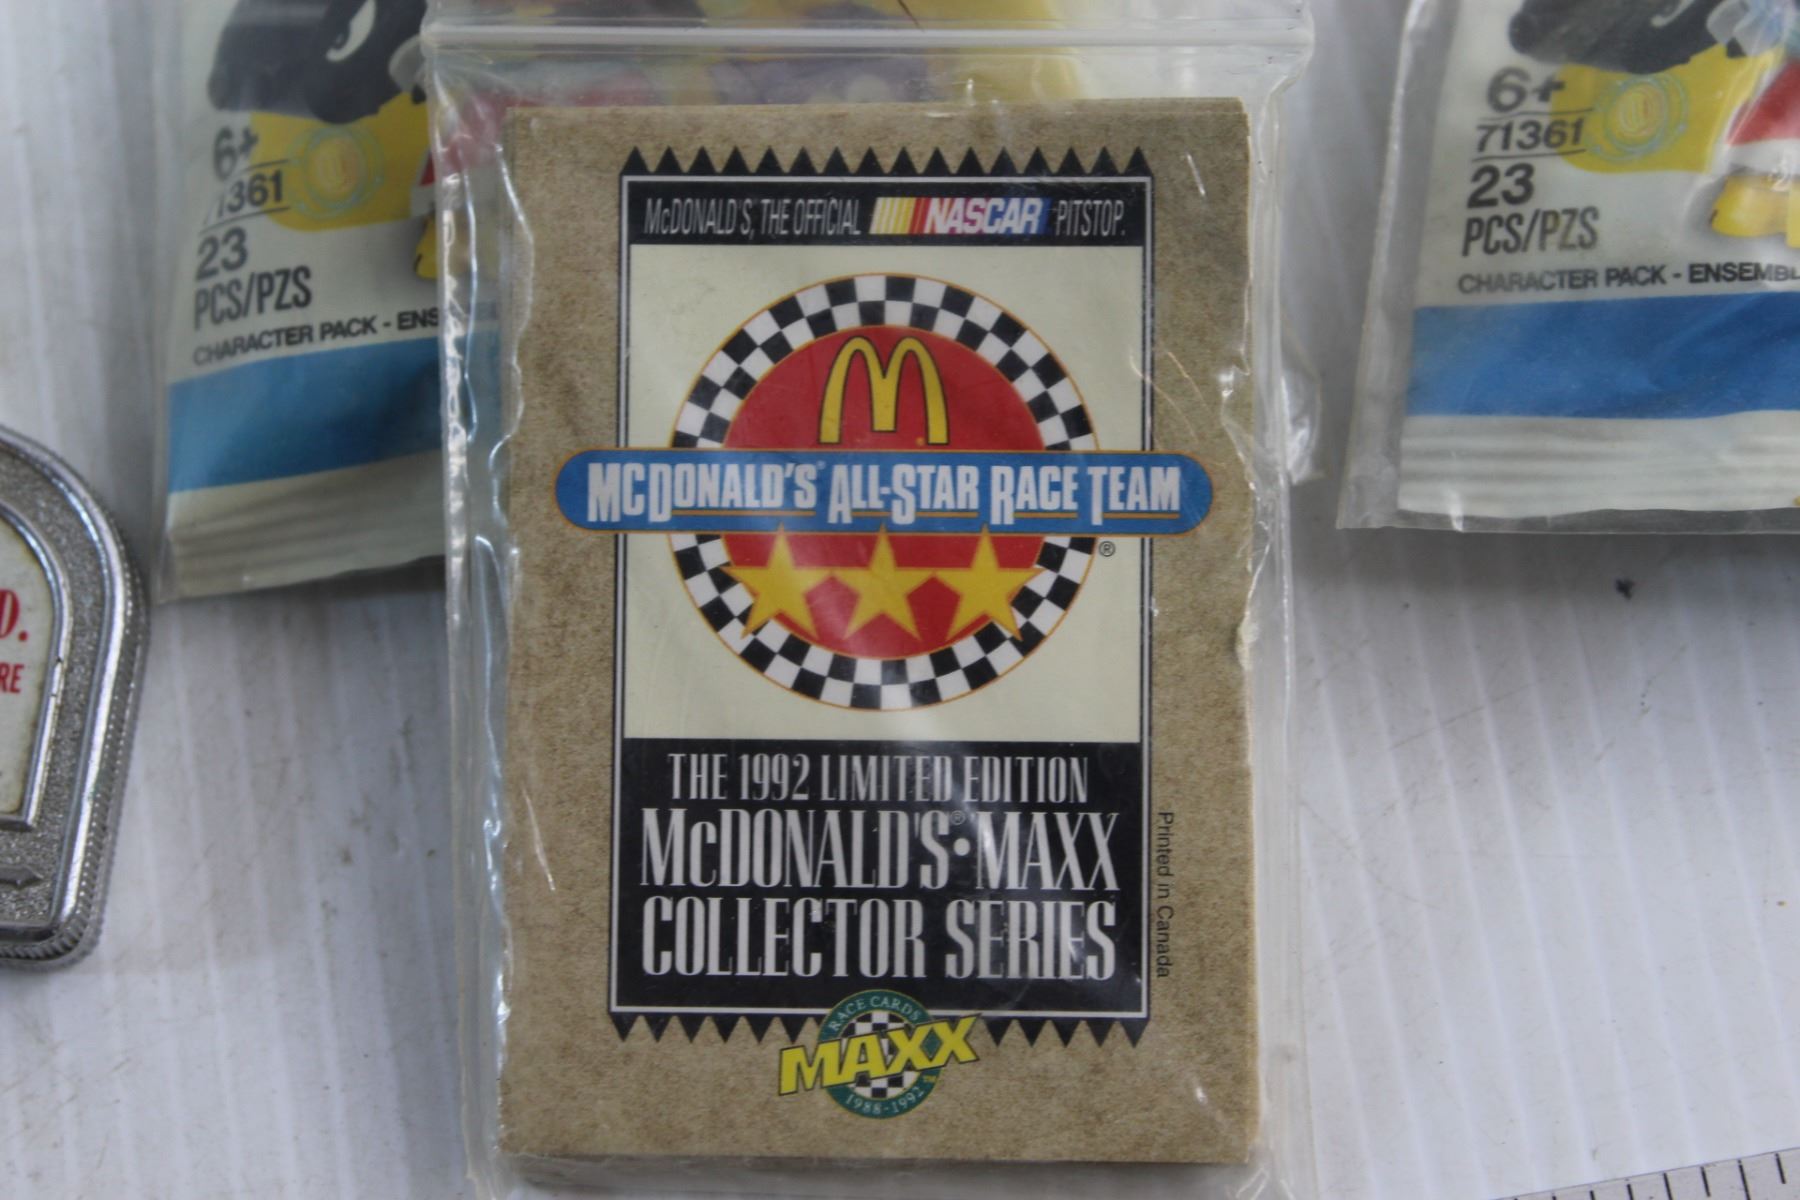 6+
71361
23
PCS/PZS
CHARACTER PACK - ENS
McDONALD'S, THE OFFICIAL NASCAR PITSTOP.
McDONALD'S® ALL-STAR RACE TEAM
®
THE 1992 LIMITED EDITION
McDONALD'S® • MAXX
COLLECTOR SERIES
Printed in Canada
RACE CARDS
MAXX™
1988-1992
6+
71361
23
PCS/PZS
CHARACTER PACK - ENSEMBL
D.
RE